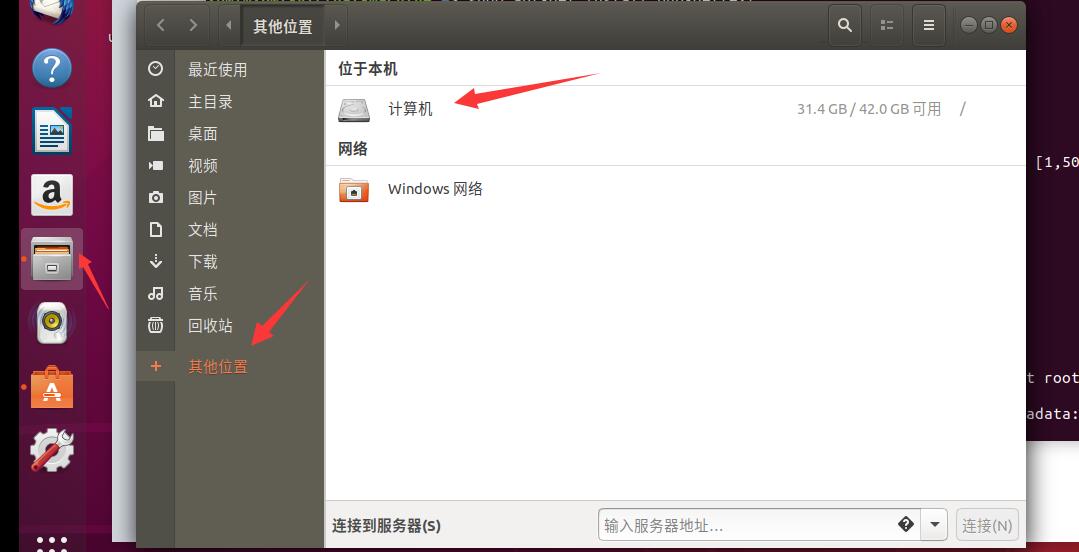 其他位置
最近使用
主目录
桌面
视频
图片
文档
下载
音乐
回收站
其他位置
位于本机
计算机 31.4 GB / 42.0 GB 可用 /
网络
Windows 网络
连接到服务器(S) 输入服务器地址… 连接(N)
[1,50
t root
adata: